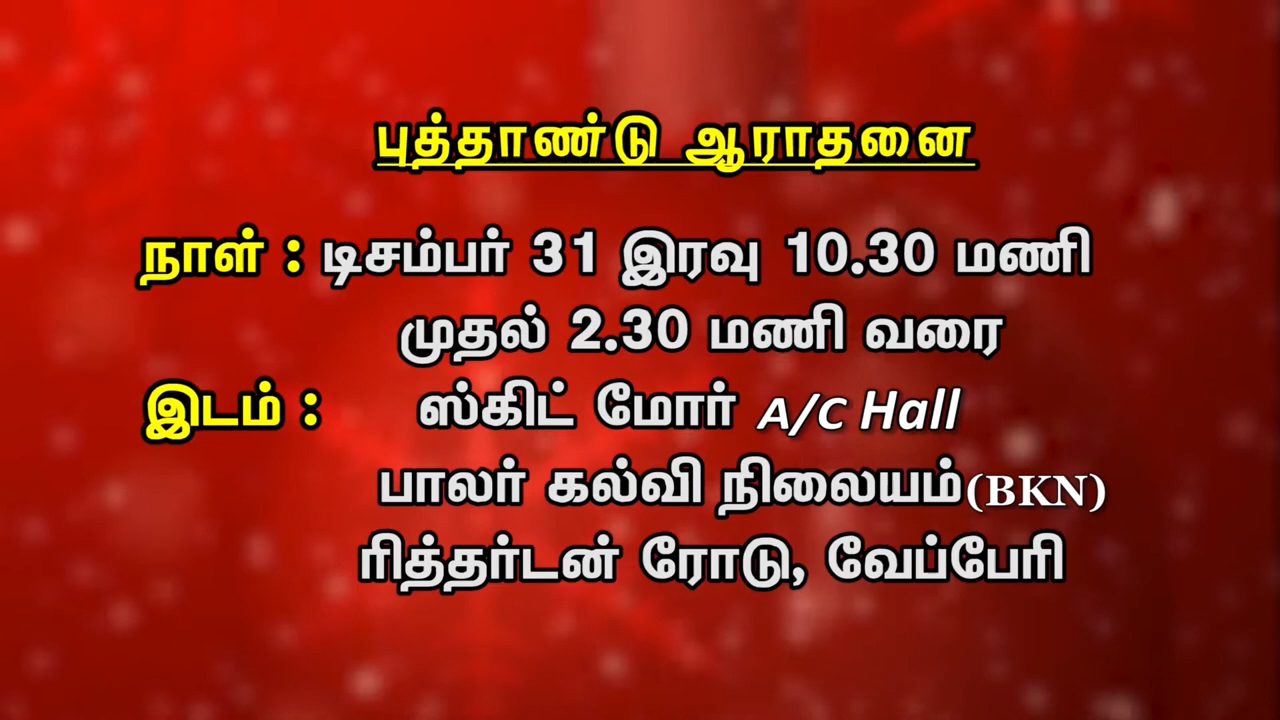 புத்தாண்டு ஆராதனை
நாள் : டிசம்பர் 31 இரவு 10.30 மணி
முதல் 2.30 மணி வரை
இடம் : ஸ்கிட் மோர் A/C Hall
பாலர் கல்வி நிலையம்(BKN)
ரித்தர்டன் ரோடு, வேப்பேரி